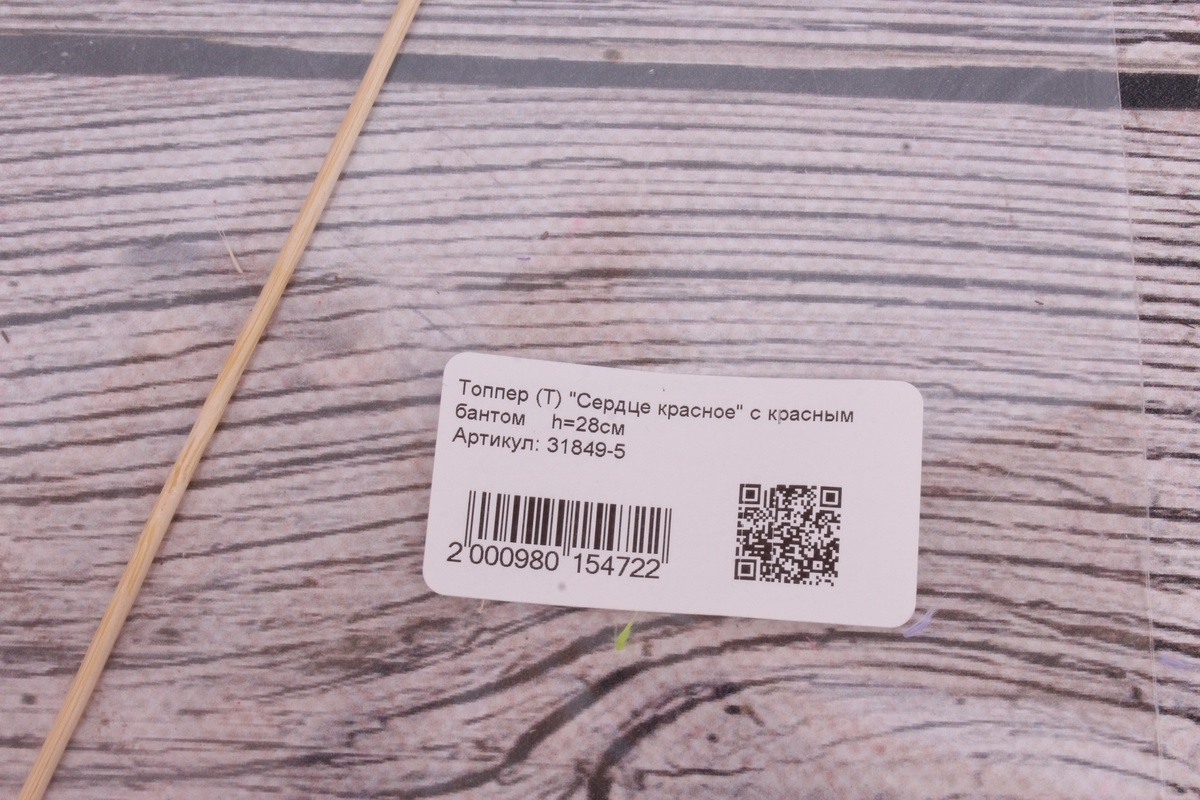 Топпер (Т) "Сердце красное" с красным
бантом h=28см
Артикул: 31849-5
2 000980 154722